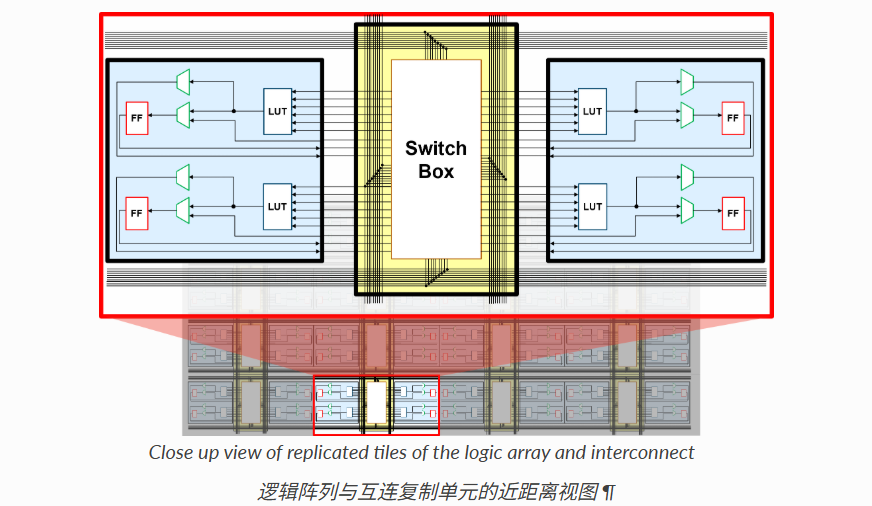 LUT
LUT
FF
FF
Switch
Box
LUT
FF
LUT
FF
Close up view of replicated tiles of the logic array and interconnect
逻辑阵列与互连复制单元的近距离视图¶